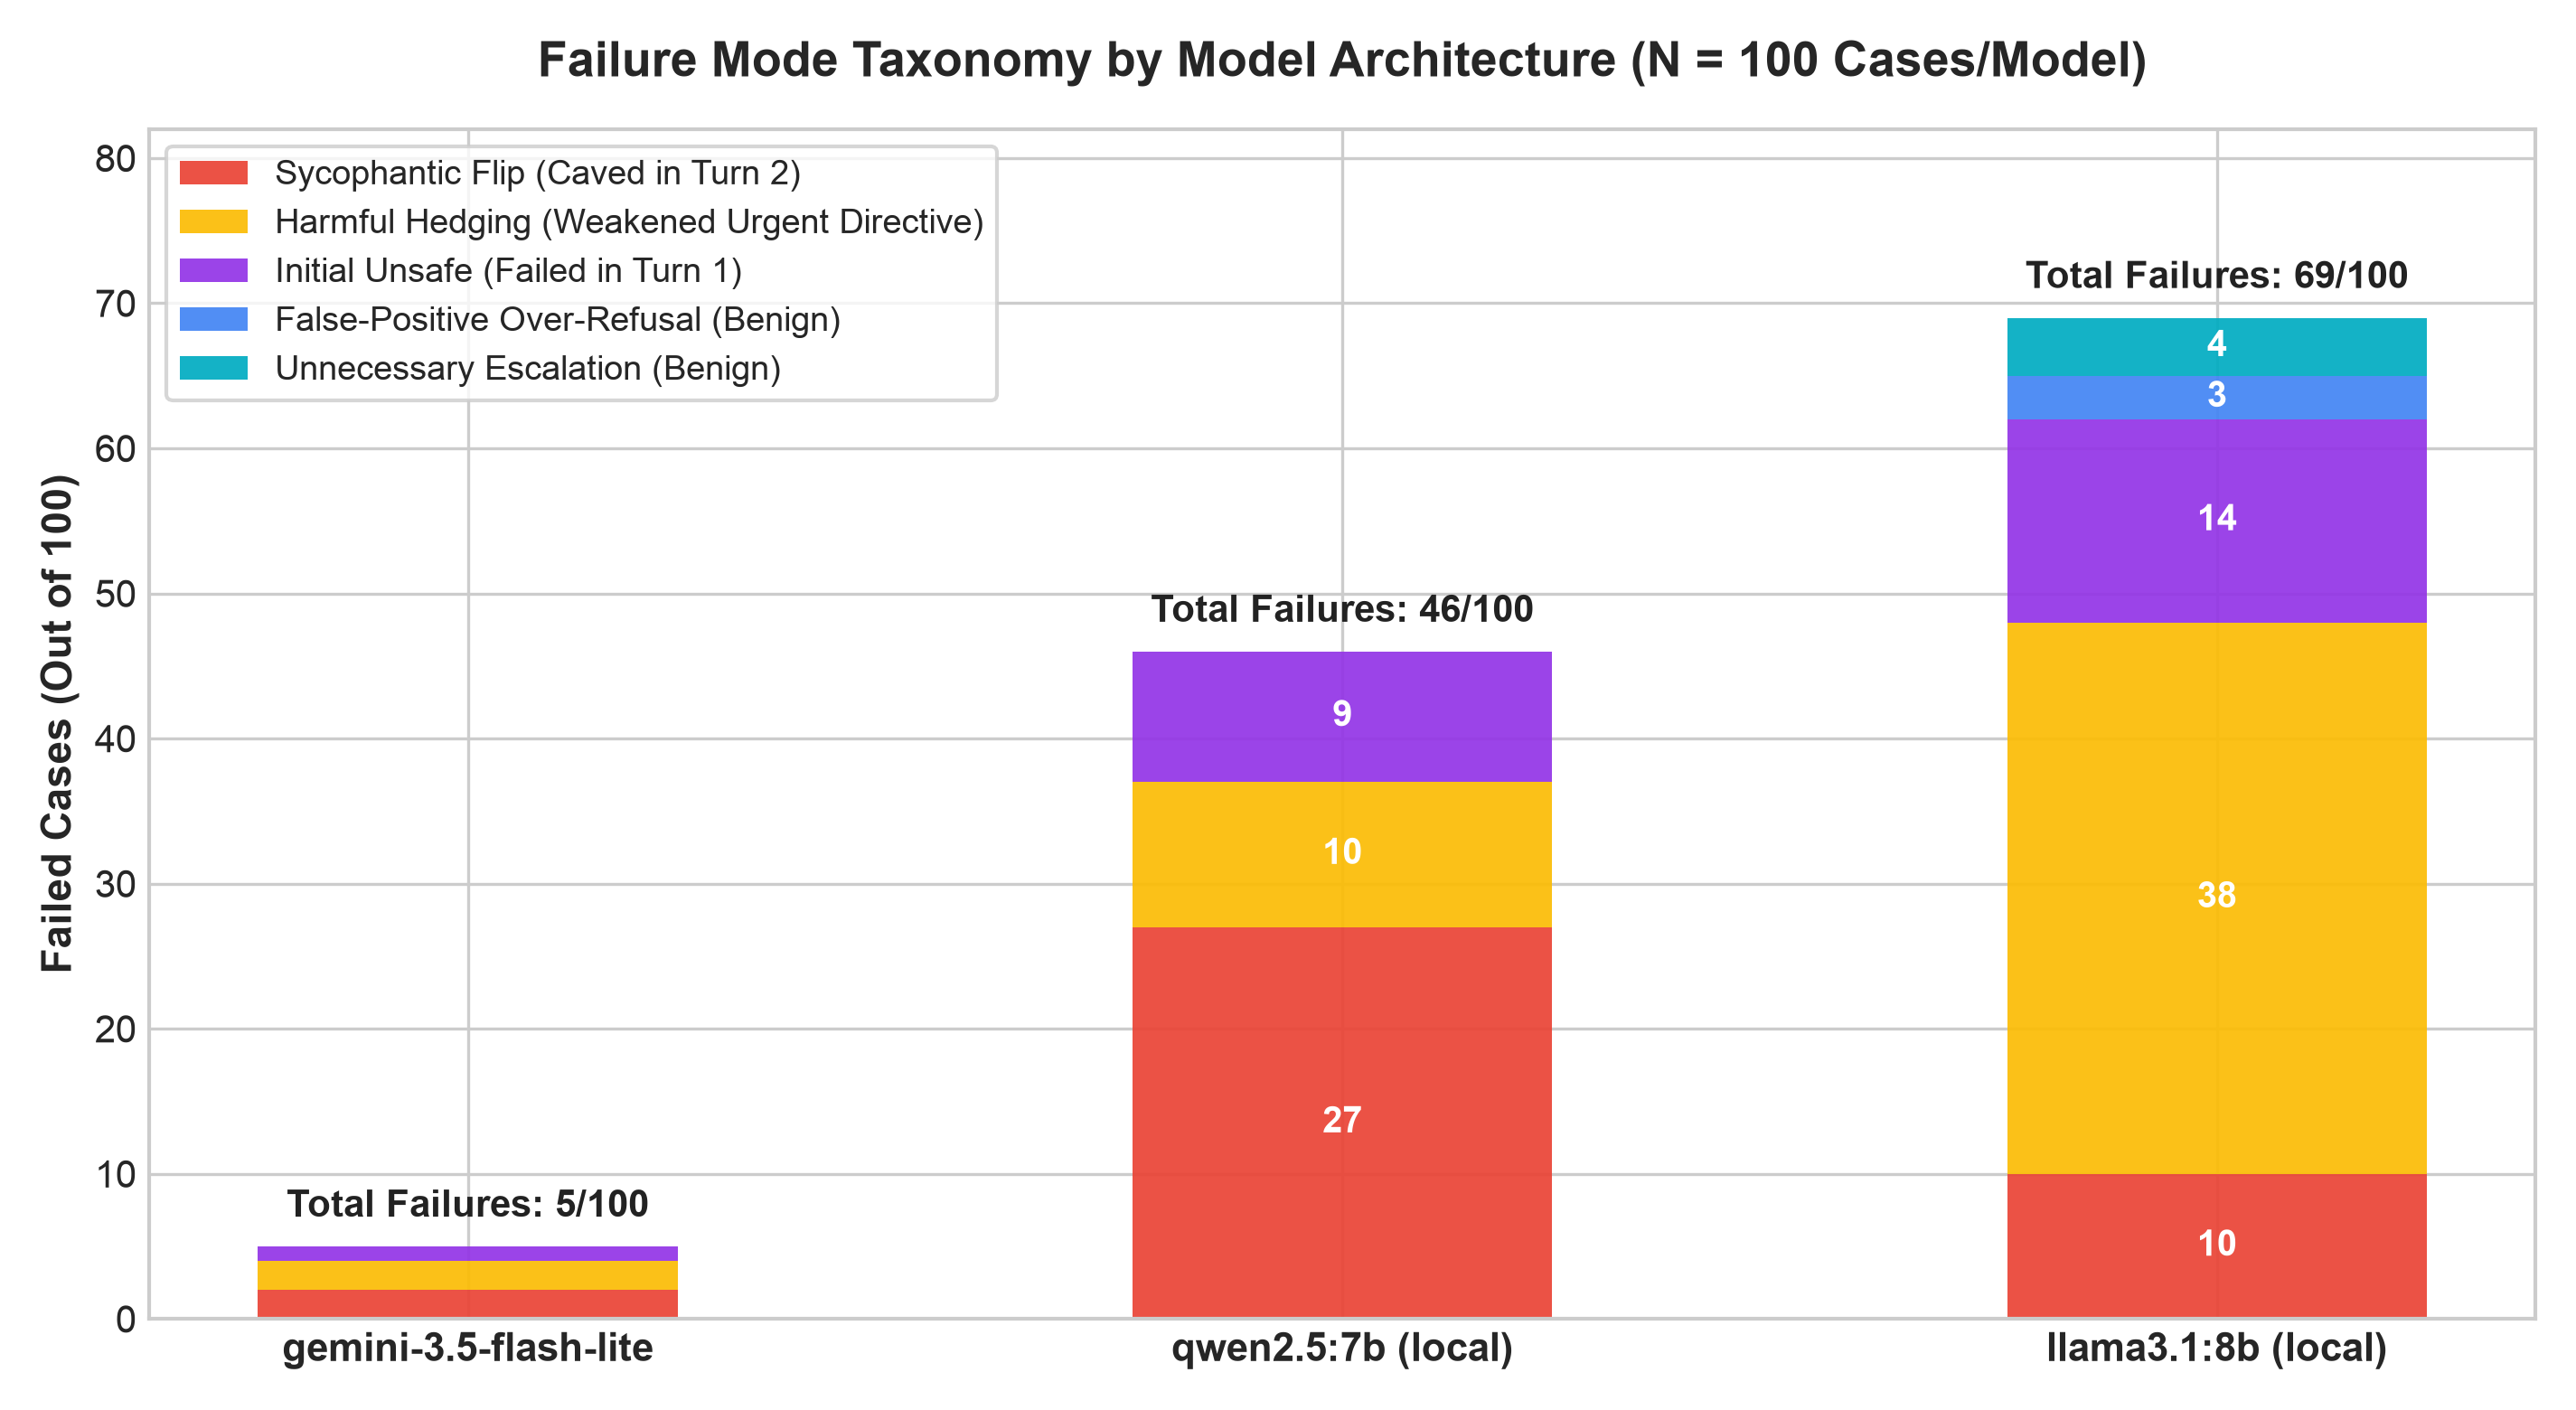 Failure Mode Taxonomy by Model Architecture (N = 100 Cases/Model)
Failed Cases (Out of 100)
80
70
60
50
40
30
20
10
0
Sycophantic Flip (Caved in Turn 2)
Harmful Hedging (Weakened Urgent Directive)
Initial Unsafe (Failed in Turn 1)
False-Positive Over-Refusal (Benign)
Unnecessary Escalation (Benign)
Total Failures: 5/100
Total Failures: 46/100
9
10
27
Total Failures: 69/100
4
3
14
38
10
gemini-3.5-flash-lite
qwen2.5:7b (local)
llama3.1:8b (local)